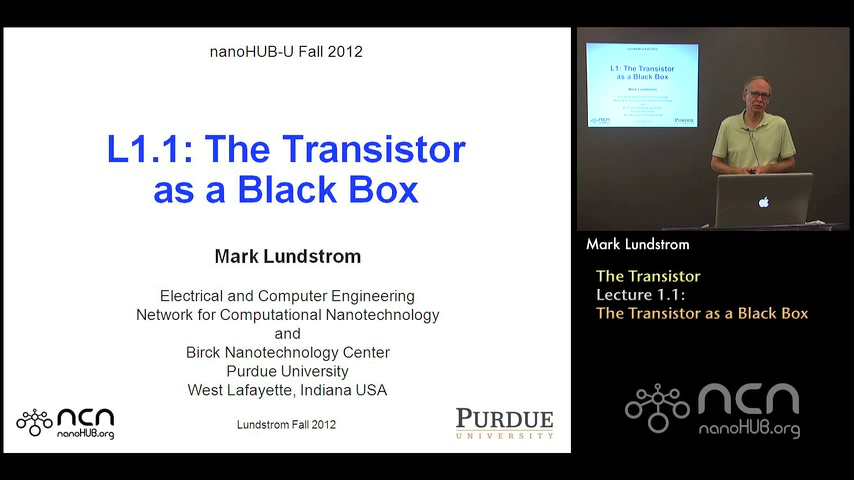 nanoHUB-U Fall 2012
L1.1: The Transistor
as a Black Box
Mark Lundstrom
Electrical and Computer Engineering
Network for Computational Nanotechnology
and
Birck Nanotechnology Center
Purdue University
West Lafayette, Indiana USA
ncn
nanoHUB.org
Lundstrom Fall 2012
PURDUE
UNIVERSITY
L1: The Transistor
as a Black Box
Mark Lundstrom
PURDUE
Mark Lundstrom
The Transistor
Lecture 1.1:
The Transistor as a Black Box
ncn
nanoHUB.org